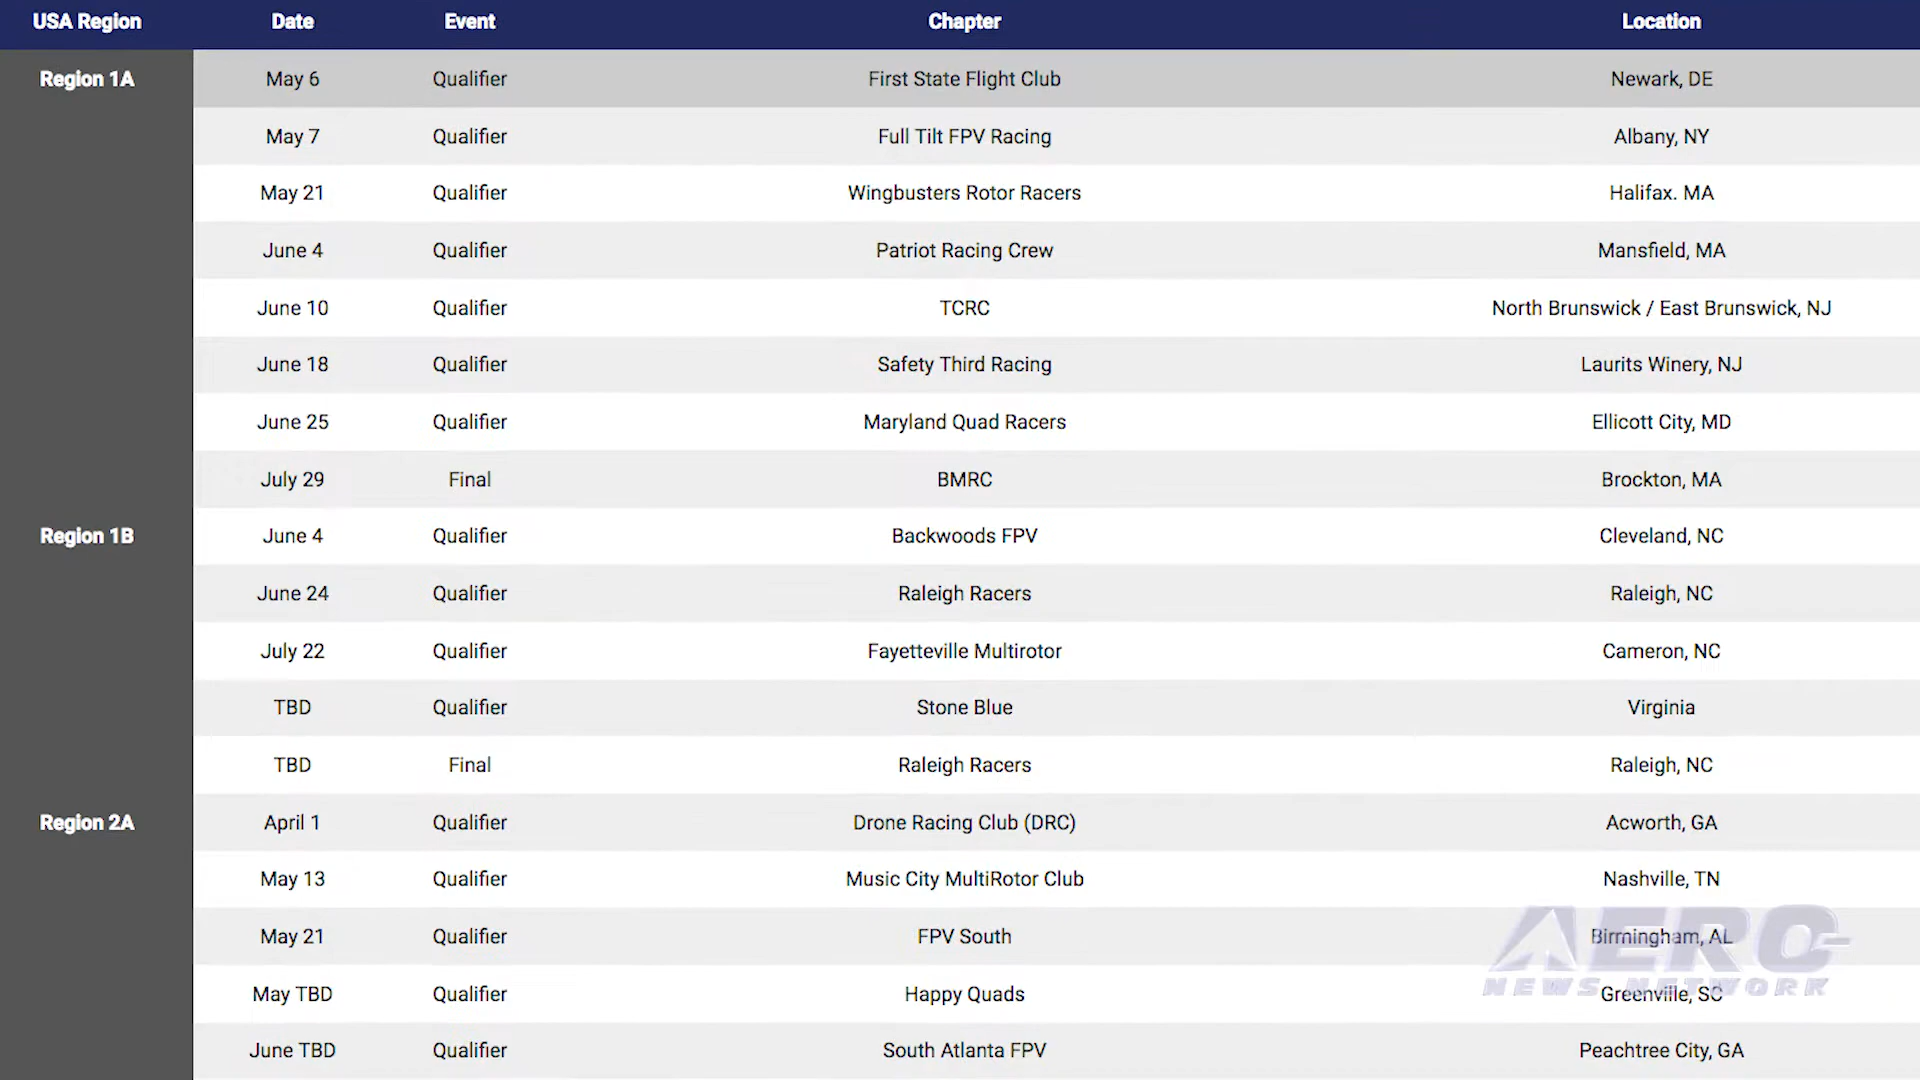 USA Region Date Event Chapter Location
Region 1A May 6 Qualifier First State Flight Club Newark, DE
May 7 Qualifier Full Tilt FPV Racing Albany, NY
May 21 Qualifier Wingbusters Rotor Racers Halifax. MA
June 4 Qualifier Patriot Racing Crew Mansfield, MA
June 10 Qualifier TCRC North Brunswick / East Brunswick, NJ
June 18 Qualifier Safety Third Racing Laurits Winery, NJ
June 25 Qualifier Maryland Quad Racers Ellicott City, MD
July 29 Final BMRC Brockton, MA
Region 1B June 4 Qualifier Backwoods FPV Cleveland, NC
June 24 Qualifier Raleigh Racers Raleigh, NC
July 22 Qualifier Fayetteville Multirotor Cameron, NC
TBD Qualifier Stone Blue Virginia
TBD Final Raleigh Racers Raleigh, NC
Region 2A April 1 Qualifier Drone Racing Club (DRC) Acworth, GA
May 13 Qualifier Music City MultiRotor Club Nashville, TN
May 21 Qualifier FPV South Birmingham, AL
May TBD Qualifier Happy Quads Greenville, SC
June TBD Qualifier South Atlanta FPV Peachtree City, GA
AERO
NEWS NETWORK